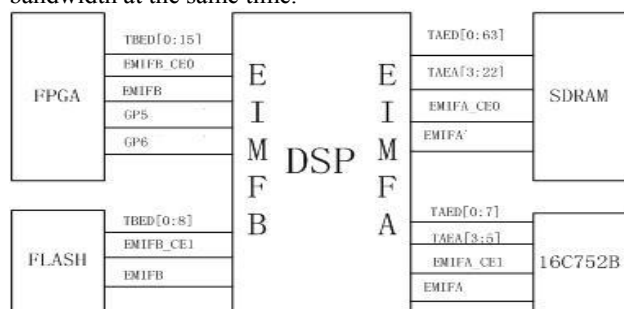 bandwidth at the same time.
TBED[0:15]
EMIFB_CE0
EMIFB
GP5
GP6
FPGA
TBED[0:8]
EMIFB_CE1
EMIFB
FLASH
E
I
M
F
B
DSP
E
I
M
F
A
TAED[0:63]
TAEA[3:22]
EMIFA_CE0
EMIFA
SDRAM
TAED[0:7]
TAEA[3:5]
EMIFA_CE1
EMIFA
16C752B